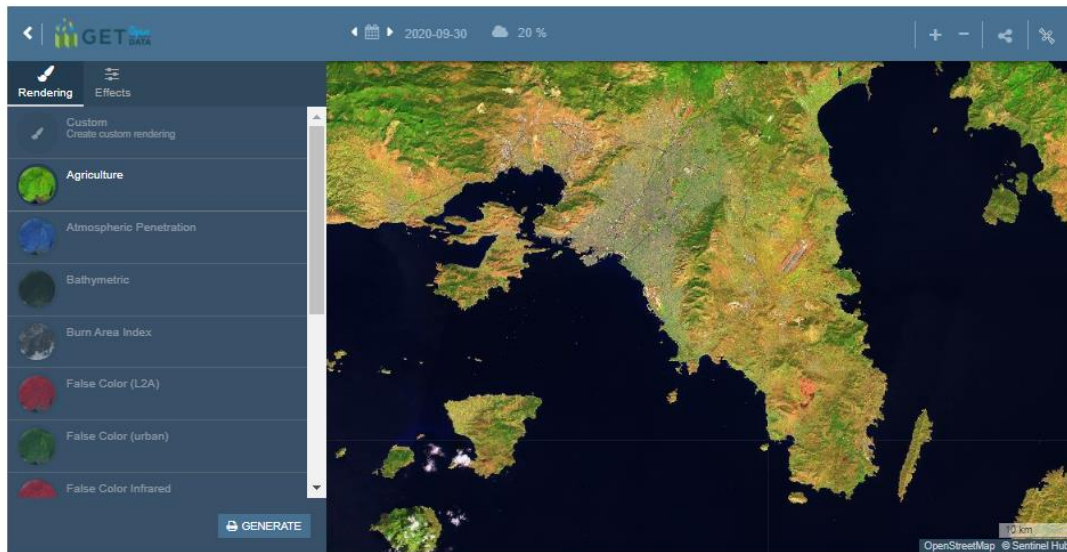 GET Open DATA
2020-09-30
20 %
Rendering
Effects
Custom
Create custom rendering
Agriculture
Atmospheric Penetration
Bathymetric
Burn Area Index
False Color (L2A)
False Color (urban)
False Color Infrared
GENERATE
10 km
OpenStreetMap © Sentinel Hub